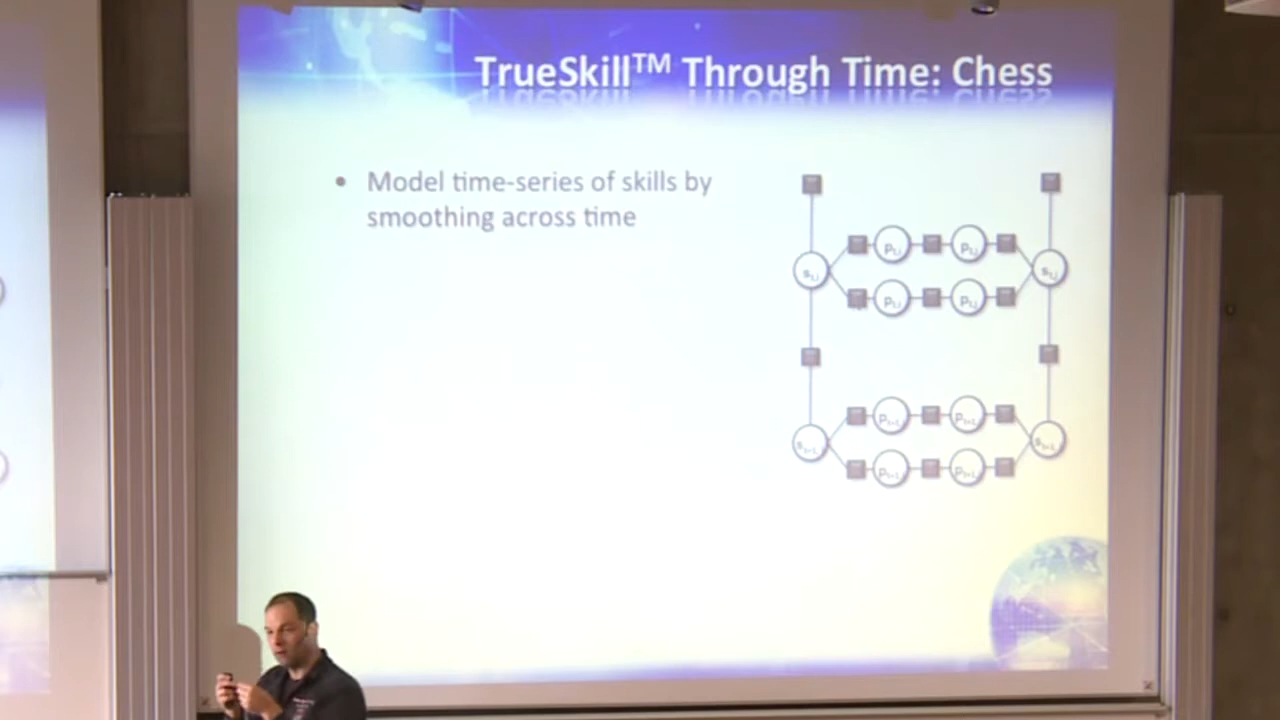 TrueSkill™ Through Time: Chess
• Model time-series of skills by
smoothing across time